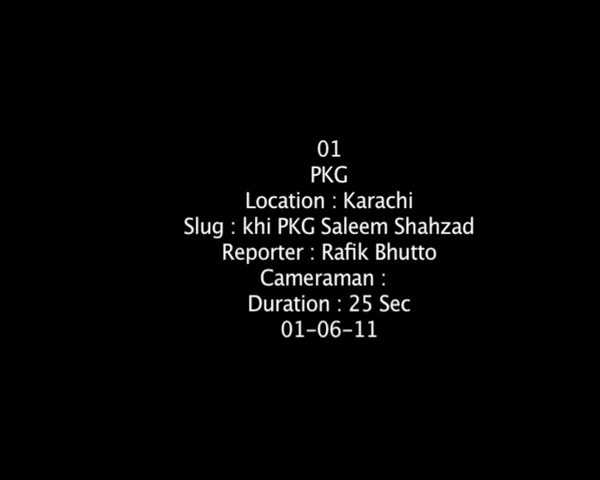 01
PKG
Location : Karachi
Slug : khi PKG Saleem Shahzad
Reporter : Rafik Bhutto
Cameraman :
Duration : 25 Sec
01-06-11